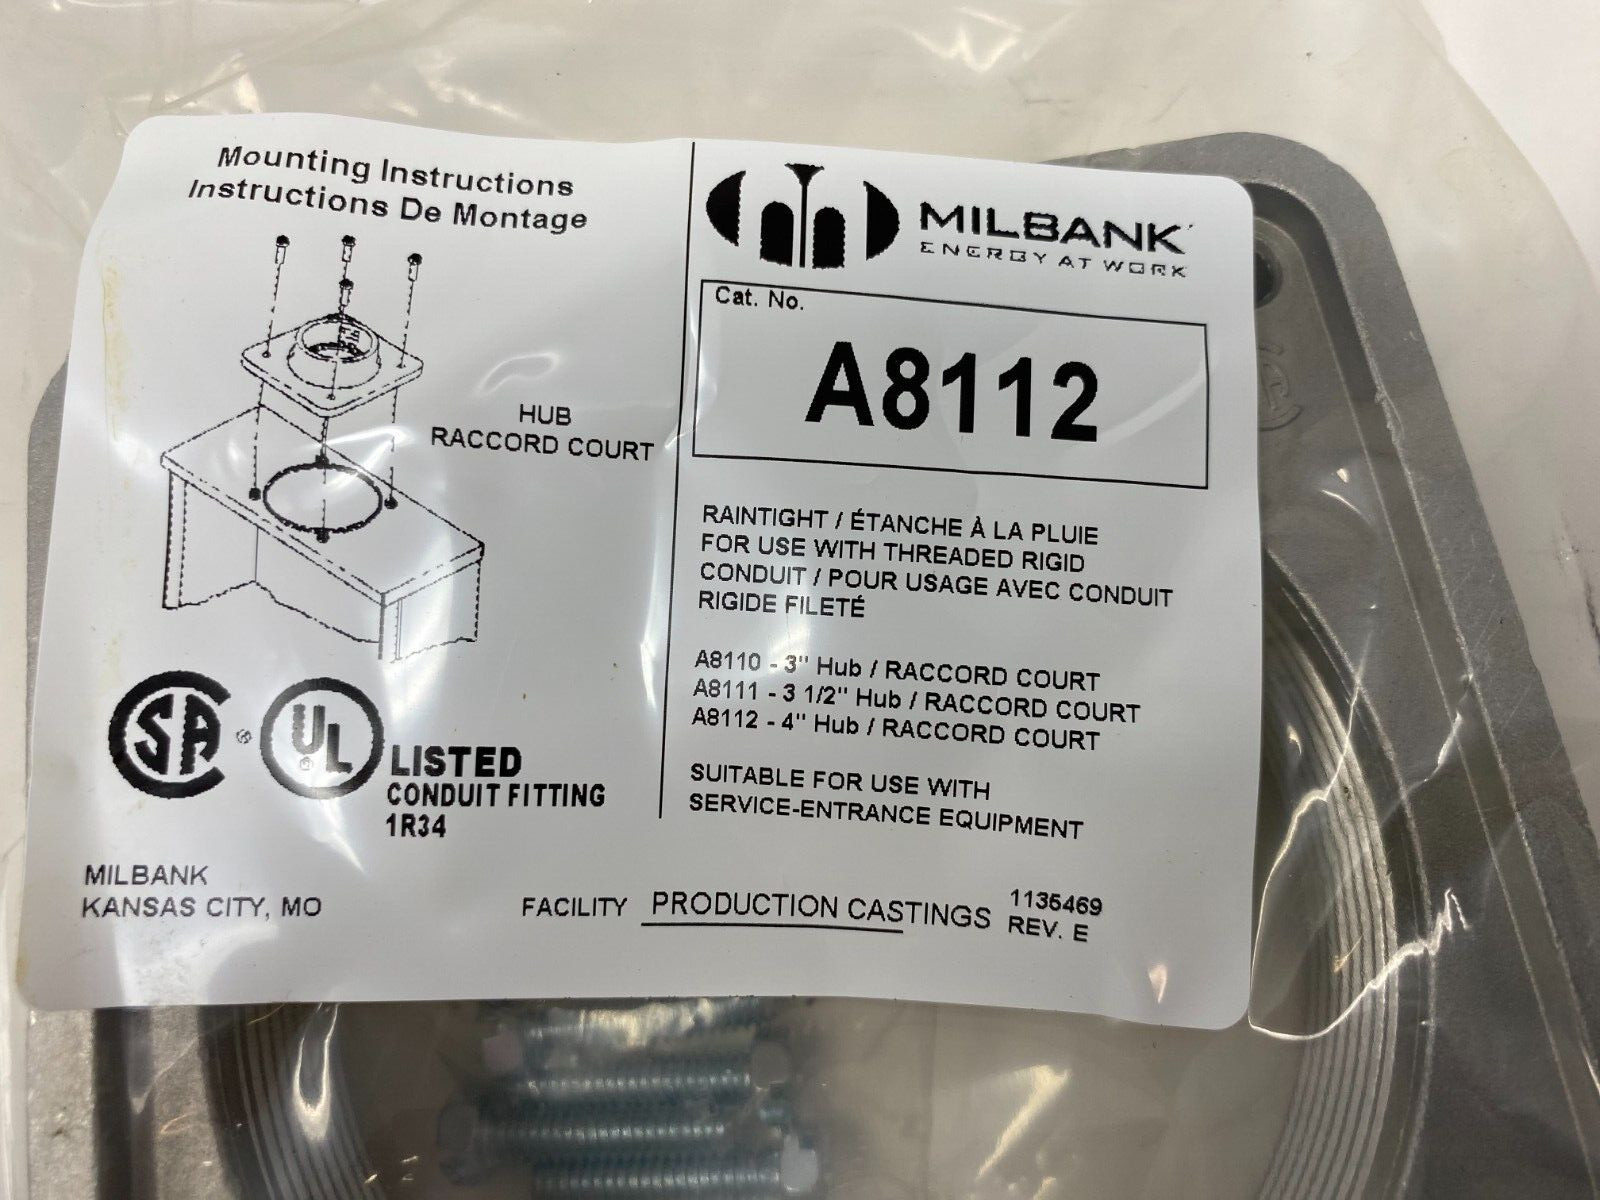 Mounting Instructions
Instructions De Montage
HUB
RACCORD COURT
SA ® UL ®
LISTED
CONDUIT FITTING
1R34
MILBANK
KANSAS CITY, MO
MILBANK
ENERGY AT WORK
Cat. No.
A8112
RAINTIGHT / ÉTANCHE À LA PLUIE
FOR USE WITH THREADED RIGID
CONDUIT / POUR USAGE AVEC CONDUIT
RIGIDE FILETÉ
A8110 - 3" Hub / RACCORD COURT
A8111 - 3 1/2" Hub / RACCORD COURT
A8112 - 4" Hub / RACCORD COURT
SUITABLE FOR USE WITH
SERVICE-ENTRANCE EQUIPMENT
FACILITY PRODUCTION CASTINGS
1135469
REV. E